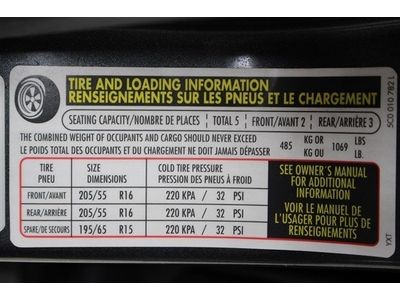 TIRE AND LOADING INFORMATION
RENSEIGNEMENTS SUR LES PNEUS ET LE CHARGEMENT
SEATING CAPACITY/NOMBRE DE PLACES | TOTAL 5 | FRONT/AVANT 2 | REAR/ARRIÈRE 3
THE COMBINED WEIGHT OF OCCUPANTS AND CARGO SHOULD NEVER EXCEED 485 KG OR 1069 LBS
LE POIDS TOTAL DES OCCUPANTS ET DU CHARGEMENT NE DOIT JAMAIS DÉPASSER KG OU LB.
TIRE SIZE COLD TIRE PRESSURE
PNEU DIMENSIONS PRESSION DES PNEUS À FROID
FRONT/AVANT 205/55 R16 220 KPA / 32 PSI
REAR/ARRIÈRE 205/55 R16 220 KPA / 32 PSI
SPARE/DE SECOURS 195/65 R15 220 KPA / 32 PSI
SEE OWNER'S MANUAL
FOR ADDITIONAL
INFORMATION
VOIR LE MANUEL DE
L'USAGER POUR PLUS DE
RENSEIGNEMENTS
5C0 010 782 L
YXT